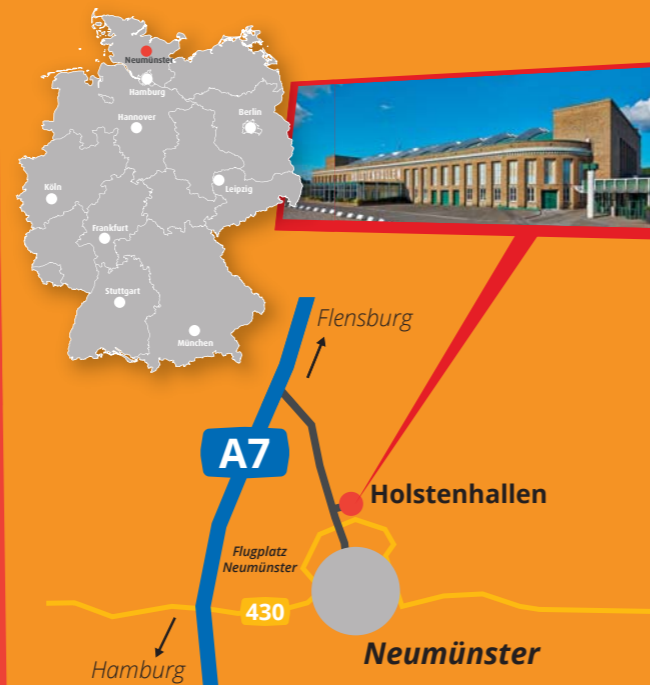 Neumünster
Hamburg
Hannover
Berlin
Köln
Leipzig
Frankfurt
Stuttgart
München
Flensburg
A7
Holstenhallen
Flugplatz
Neumünster
430
Neumünster
Hamburg